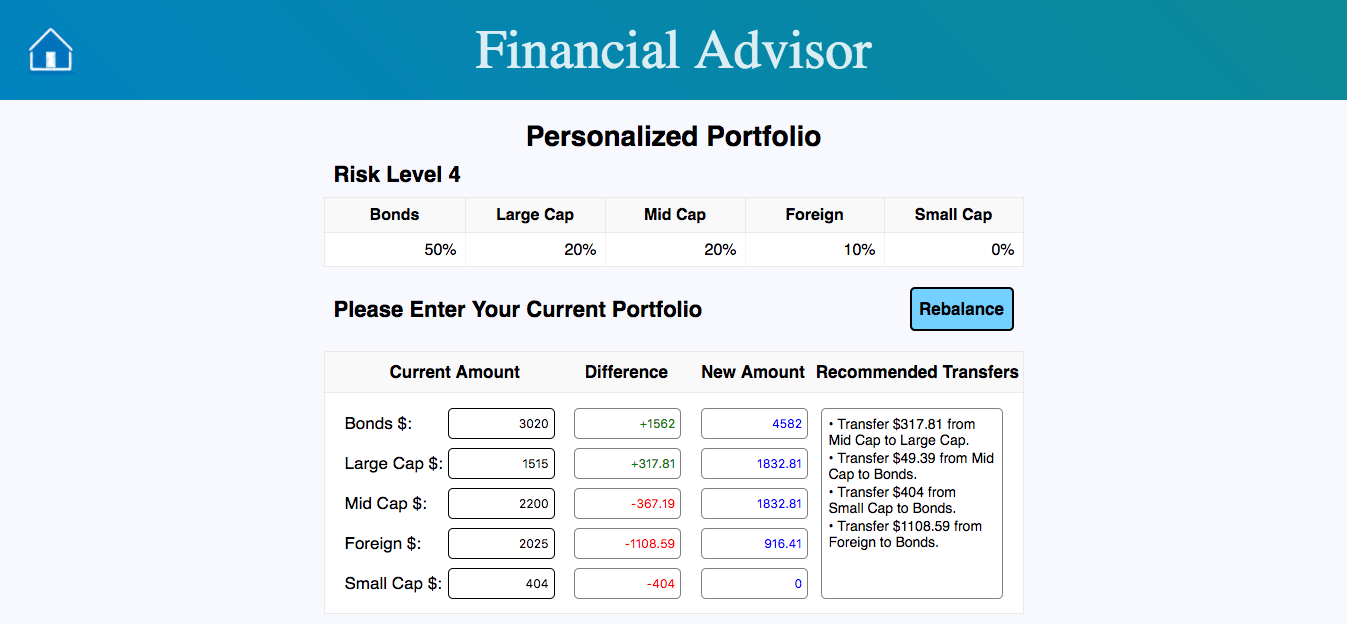 Financial Advisor
Personalized Portfolio
Risk Level 4
Bonds Large Cap Mid Cap Foreign Small Cap
50% 20% 20% 10% 0%
Please Enter Your Current Portfolio Rebalance
Current Amount Difference New Amount Recommended Transfers
Bonds $: 3020 +1562 4582
Large Cap $: 1515 +317.81 1832.81
Mid Cap $: 2200 -367.19 1832.81
Foreign $: 2025 -1108.59 916.41
Small Cap $: 404 -404 0
• Transfer $317.81 from
Mid Cap to Large Cap.
• Transfer $49.39 from Mid
Cap to Bonds.
• Transfer $404 from
Small Cap to Bonds.
• Transfer $1108.59 from
Foreign to Bonds.